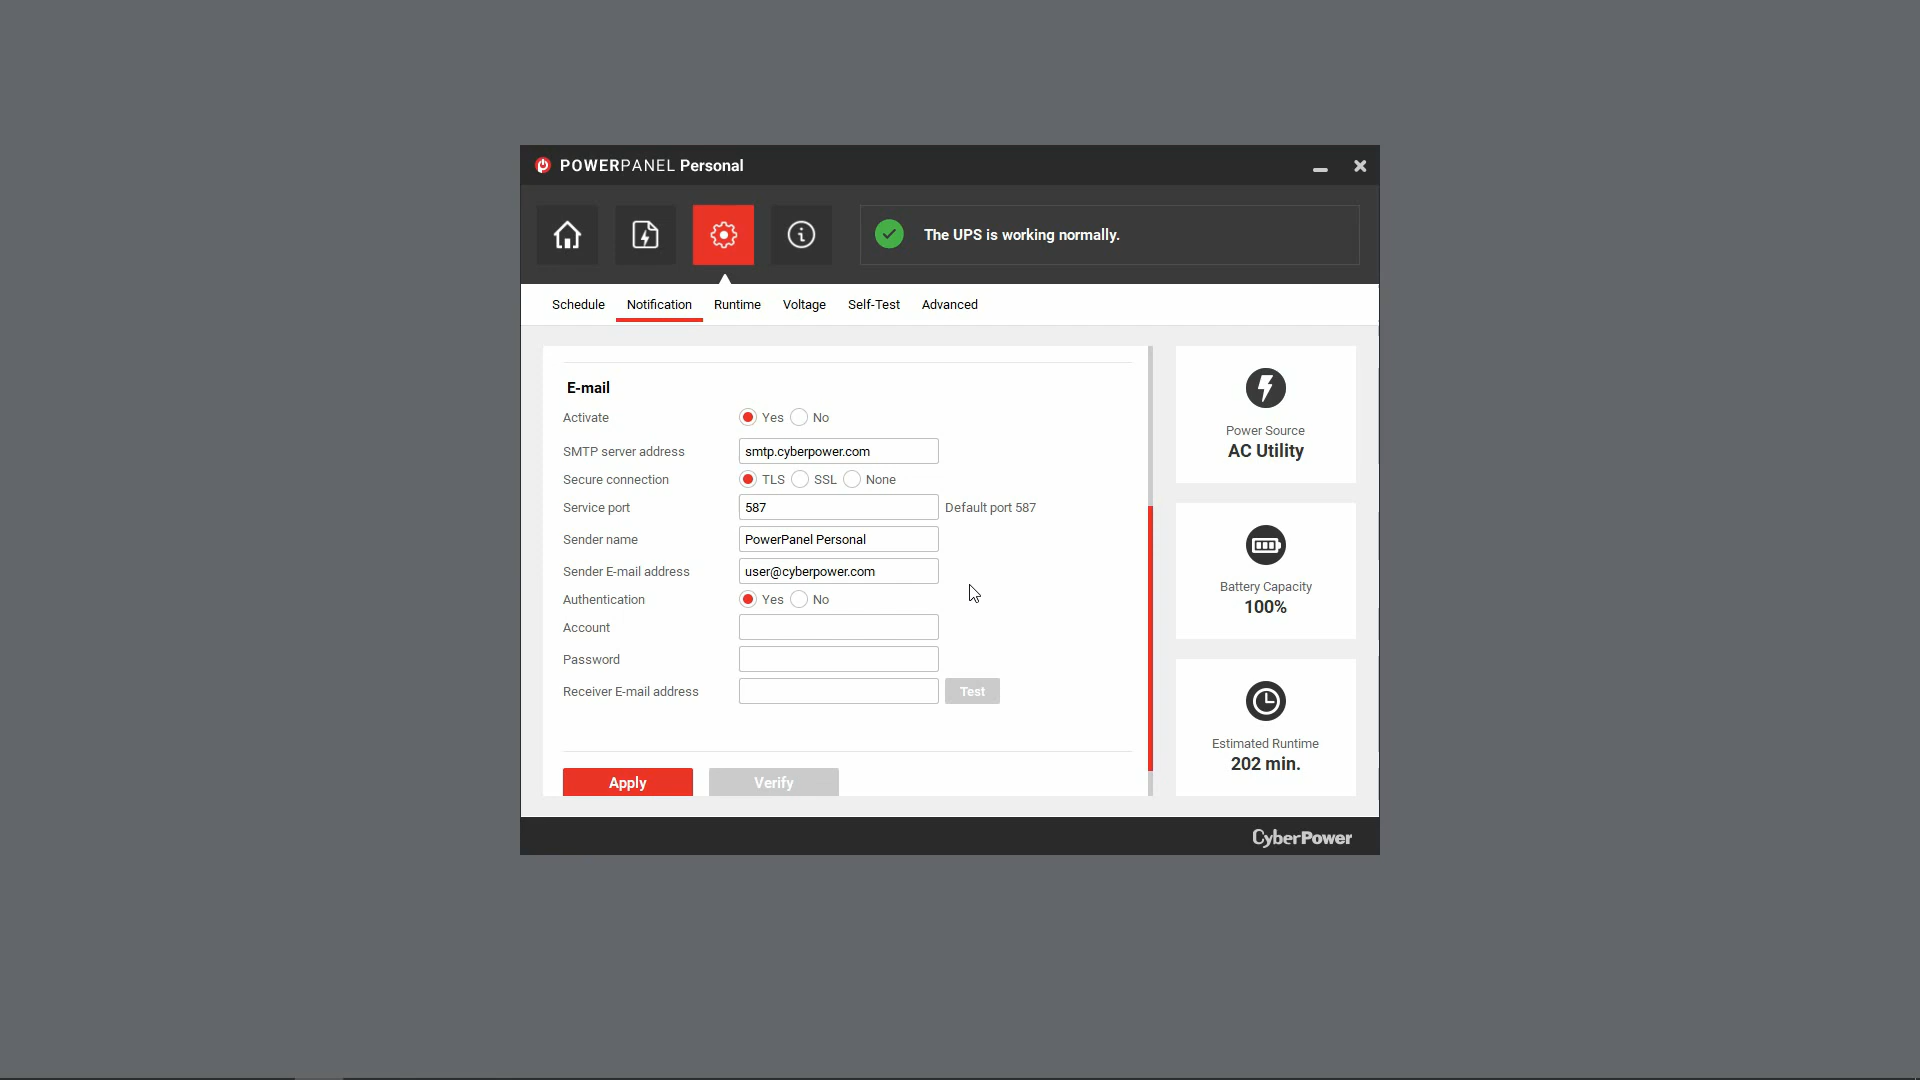 POWERPANEL Personal
The UPS is working normally.
Schedule Notification Runtime Voltage Self-Test Advanced
E-mail
Activate Yes No
SMTP server address smtp.cyberpower.com
Secure connection TLS SSL None
Service port 587 Default port 587
Sender name PowerPanel Personal
Sender E-mail address user@cyberpower.com
Authentication Yes No
Account
Password
Receiver E-mail address Test
Apply Verify
Power Source
AC Utility
Battery Capacity
100%
Estimated Runtime
202 min.
CyberPower